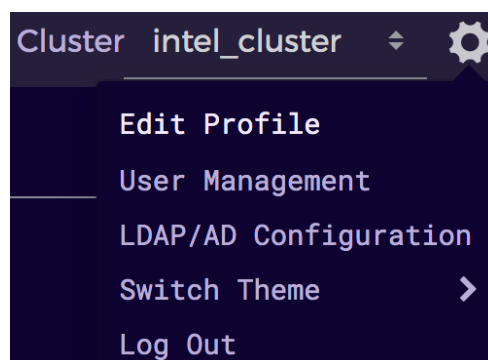 Cluster intel_cluster
Edit Profile
User Management
LDAP/AD Configuration
Switch Theme
Log Out